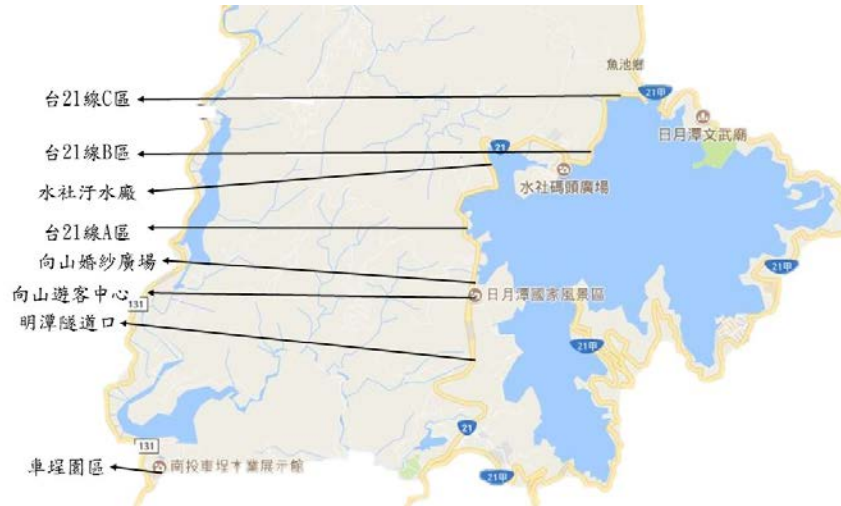 魚池鄉
台21線C區
21甲
日月潭文武廟
台21線B區
21
水社汙水廠
水社碼頭廣場
台21線A區
向山婚紗廣場
21甲
向山遊客中心
日月潭國家風景區
131
明潭隧道口
21甲
21
131
車埕園區
南投車埕木業展示館
21甲